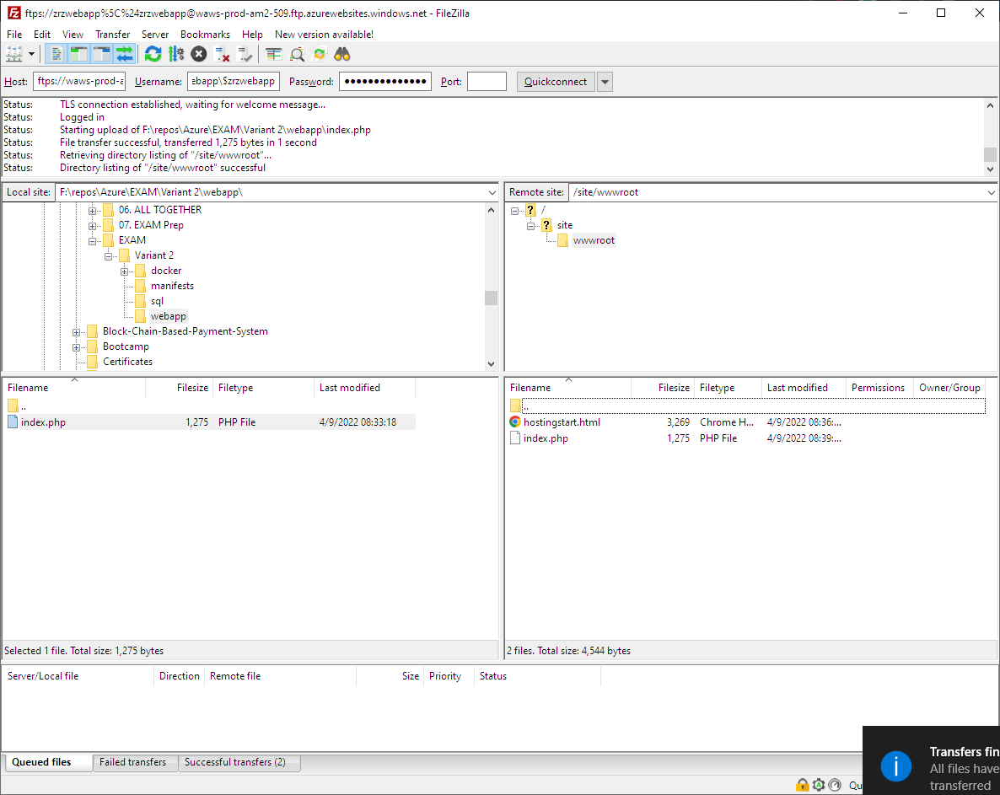 ftps://zrzwebapp%5C%24zrzwebapp@waws-prod-am2-509.ftp.azurewebsites.windows.net - FileZilla
File Edit View Transfer Server Bookmarks Help New version available!
Host: ftps://waws-prod-a Username: ebapp\$zrzwebapp Password: ●●●●●●●●●●●●●● Port: Quickconnect
Status: TLS connection established, waiting for welcome message...
Status: Logged in
Status: Starting upload of F:\repos\Azure\EXAM\Variant 2\webapp\index.php
Status: File transfer successful, transferred 1,275 bytes in 1 second
Status: Retrieving directory listing of "/site/wwwroot"...
Status: Directory listing of "/site/wwwroot" successful
Local site: F:\repos\Azure\EXAM\Variant 2\webapp\
06. ALL TOGETHER
07. EXAM Prep
EXAM
Variant 2
docker
manifests
sql
webapp
Block-Chain-Based-Payment-System
Bootcamp
Certificates
Remote site: /site/wwwroot
/
site
wwwroot
Filename Filesize Filetype Last modified
..
index.php 1,275 PHP File 4/9/2022 08:33:18
Selected 1 file. Total size: 1,275 bytes
Filename Filesize Filetype Last modified Permissions Owner/Group
..
hostingstart.html 3,269 Chrome H... 4/9/2022 08:36:...
index.php 1,275 PHP File 4/9/2022 08:39:...
2 files. Total size: 4,544 bytes
Server/Local file Direction Remote file Size Priority Status
Queued files Failed transfers Successful transfers (2)
Qu
Transfers fin
All files have
transferred